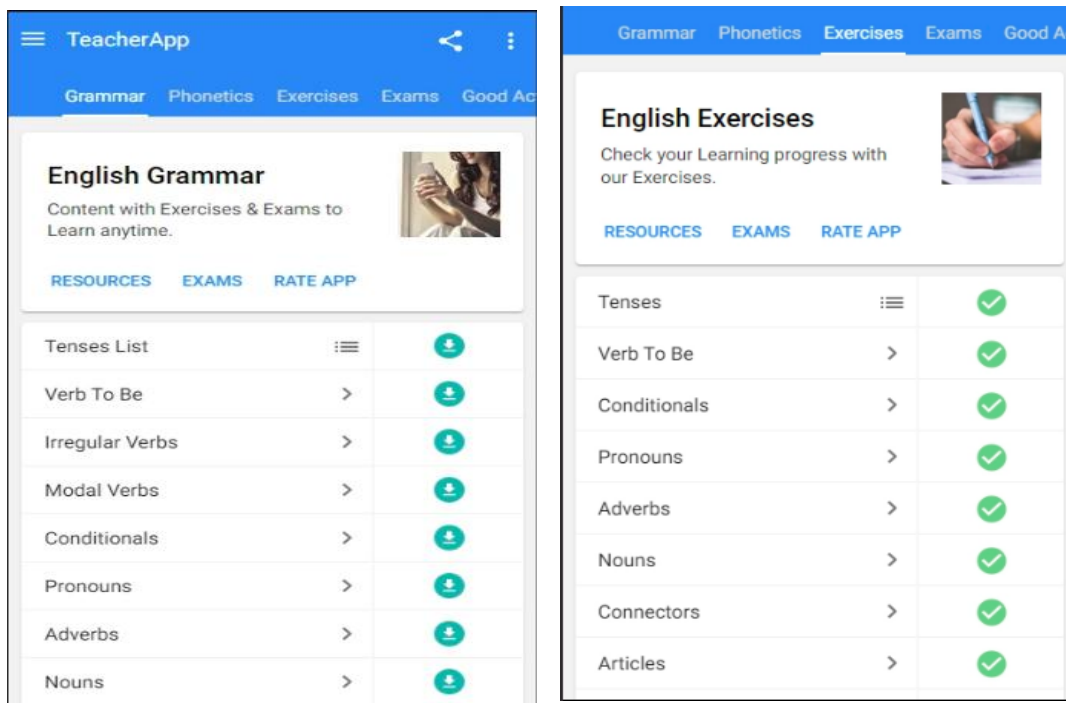 TeacherApp
Grammar Phonetics Exercises Exams Good Ac
English Grammar
Content with Exercises & Exams to
Learn anytime.
RESOURCES EXAMS RATE APP
Tenses List
Verb To Be
Irregular Verbs
Modal Verbs
Conditionals
Pronouns
Adverbs
Nouns
Grammar Phonetics Exercises Exams Good A
English Exercises
Check your Learning progress with
our Exercises.
RESOURCES EXAMS RATE APP
Tenses
Verb To Be
Conditionals
Pronouns
Adverbs
Nouns
Connectors
Articles